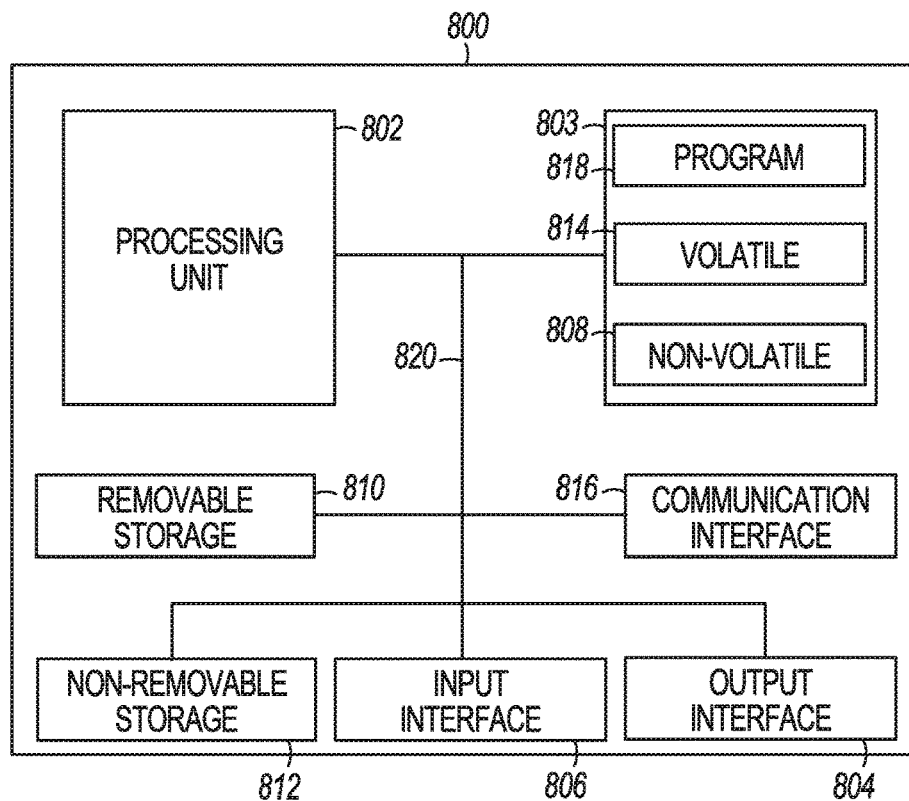 800
802
PROCESSING
UNIT
803
818
PROGRAM
814
VOLATILE
808
NON-VOLATILE
820
REMOVABLE
STORAGE
810
816
COMMUNICATION
INTERFACE
NON-REMOVABLE
STORAGE
INPUT
INTERFACE
OUTPUT
INTERFACE
812
806
804